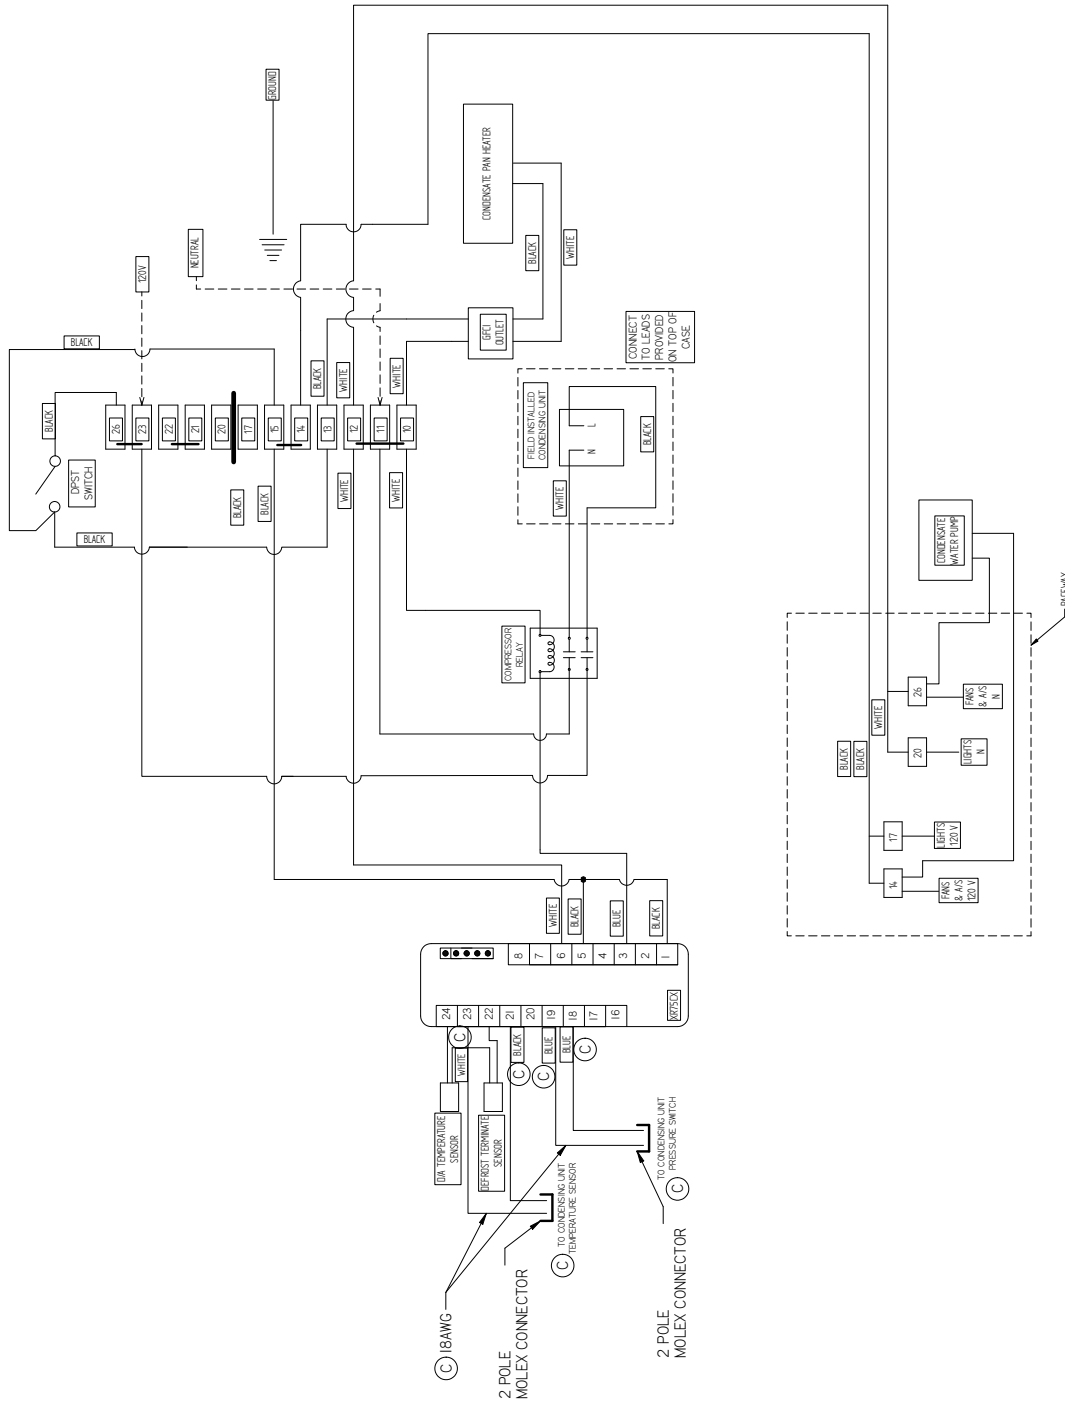 GROUND
NEUTRAL
120V
CONDENSATE PAN HEATER
BLACK
WHITE
GFCI
OUTLET
CONNECT
TO LEADS
PROVIDED
ON TOP OF
CASE
FIELD INSTALLED
CONDENSING UNIT
N
L
BLACK
WHITE
BLACK
BLACK
DPST
SWITCH
BLACK
26
23
22
21
20
17
15
14
13
12
11
10
BLACK
WHITE
WHITE
BLACK
BLACK
WHITE
WHITE
COMPRESSOR
RELAY
CONDENSATE
WATER PUMP
RACEWAY
26
FANS
& A/S
N
20
LIGHTS
N
WHITE
BLACK
BLACK
17
LIGHTS
120 V
14
FANS
& A/S
120 V
WHITE
BLACK
BLUE
BLACK
8
7
6
5
4
3
2
1
XR75CX
24
23
22
21
20
19
18
17
16
C
WHITE
BLACK
C
BLUE
C
BLUE
C
D/A TEMPERATURE
SENSOR
DEFROST TERMINATE
SENSOR
TO CONDENSING UNIT
TEMPERATURE SENSOR
C
TO CONDENSING UNIT
PRESSURE SWITCH
C
C 18AWG
2 POLE
MOLEX CONNECTOR
2 POLE
MOLEX CONNECTOR